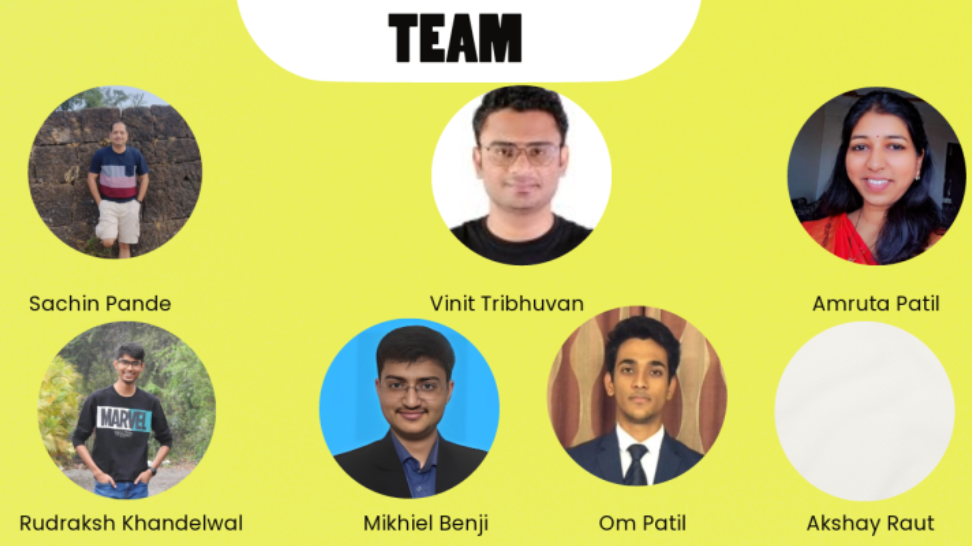 TEAM
Sachin Pande
Vinit Tribhuvan
Amruta Patil
MARVEL
Rudraksh Khandelwal
Mikhiel Benji
Om Patil
Akshay Raut